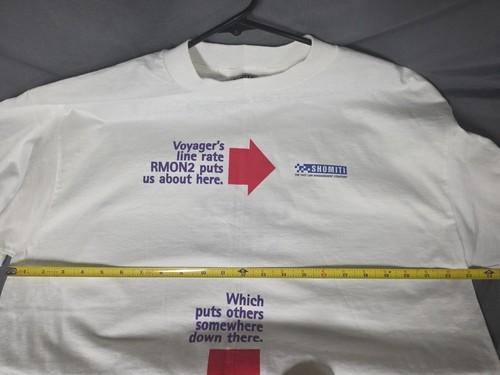 Voyager's
line rate
RMON2 puts
us about here.
SHOMITI
Which
puts others
somewhere
down there.